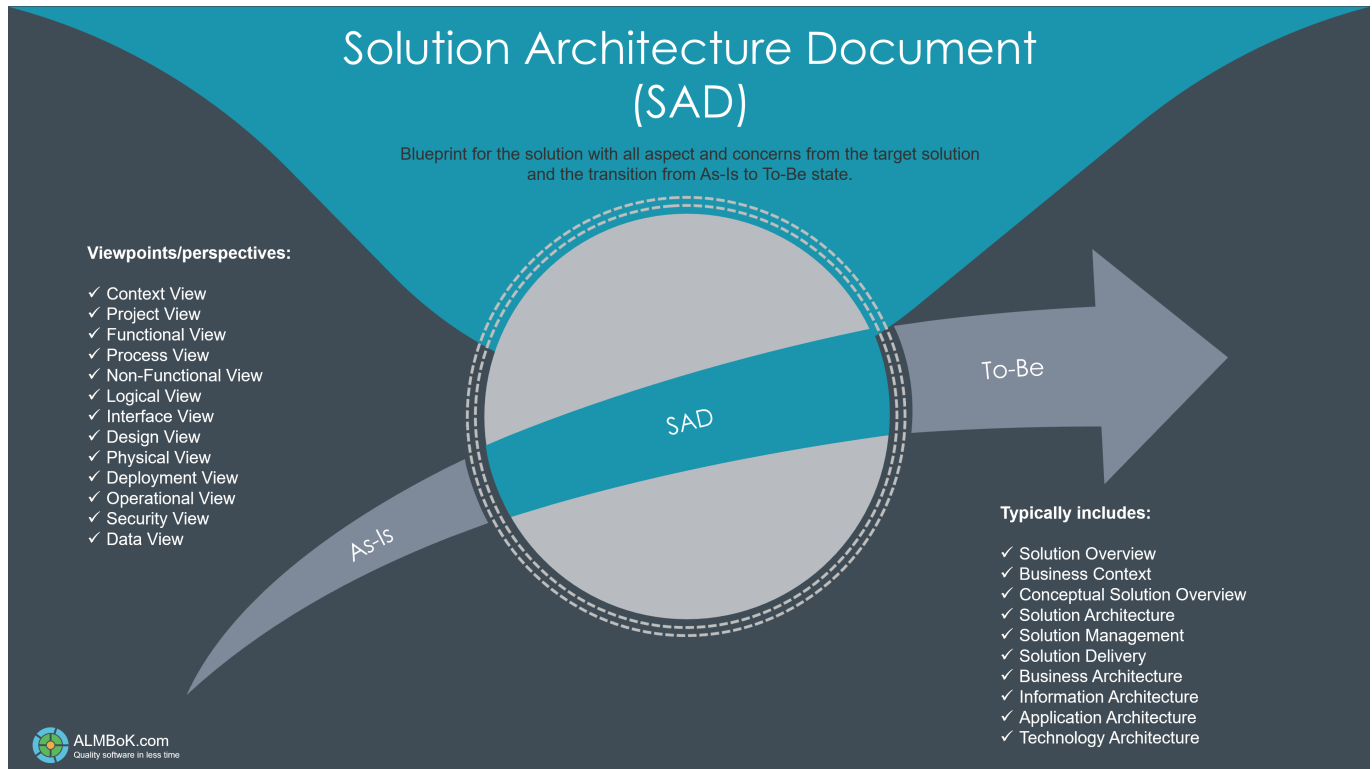 Solution Architecture Document
(SAD)
Blueprint for the solution with all aspect and concerns from the target solution
and the transition from As-Is to To-Be state.
Viewpoints/perspectives:
✓ Context View
✓ Project View
✓ Functional View
✓ Process View
✓ Non-Functional View
✓ Logical View
✓ Interface View
✓ Design View
✓ Physical View
✓ Deployment View
✓ Operational View
✓ Security View
✓ Data View
As-Is
SAD
To-Be
Typically includes:
✓ Solution Overview
✓ Business Context
✓ Conceptual Solution Overview
✓ Solution Architecture
✓ Solution Management
✓ Solution Delivery
✓ Business Architecture
✓ Information Architecture
✓ Application Architecture
✓ Technology Architecture
ALMBoK.com
Quality software in less time